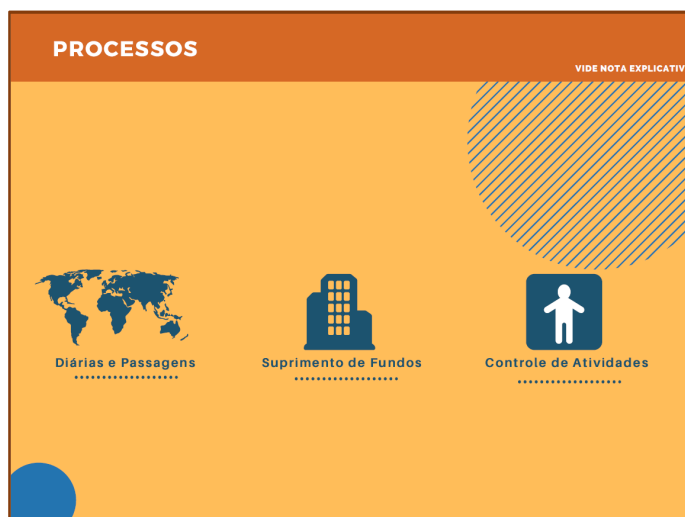 PROCESSOS
VIDE NOTA EXPLICATIV
Diárias e Passagens
Suprimento de Fundos
Controle de Atividades